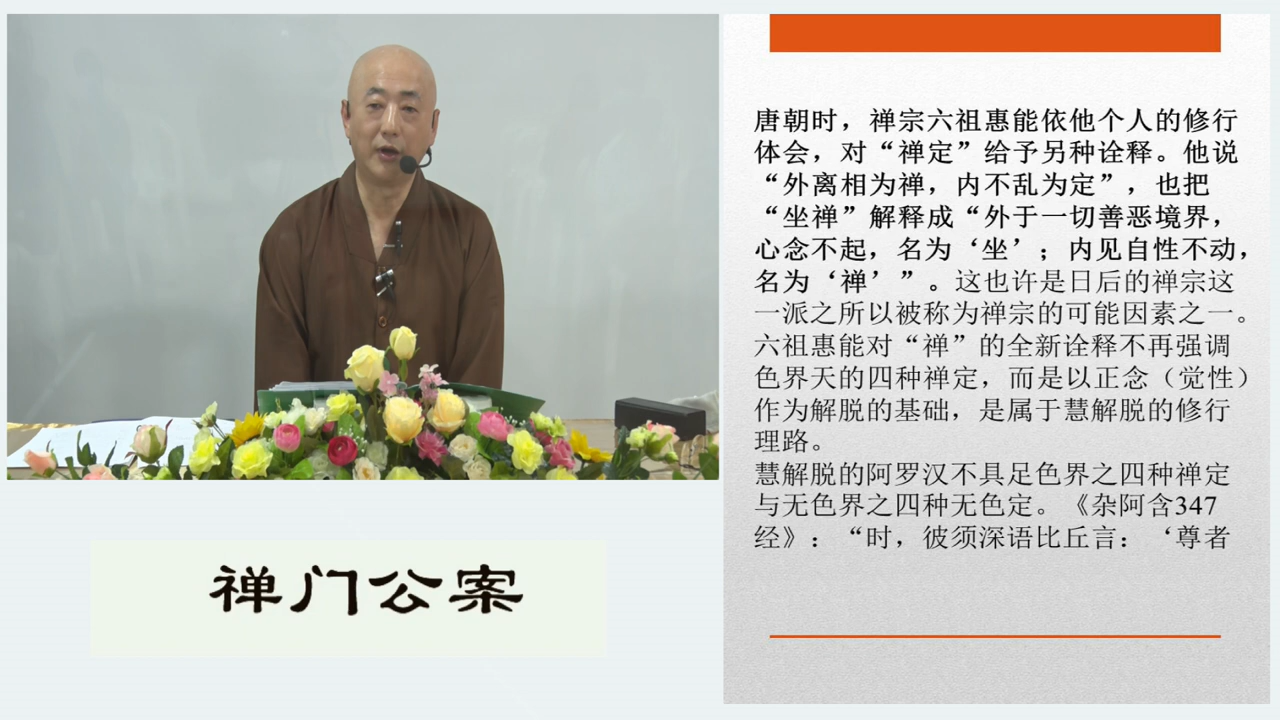 唐朝时，禅宗六祖惠能依他个人的修行
体会，对“禅定”给予另种诠释。他说
“外离相为禅，内不乱为定”，也把
“坐禅”解释成“外于一切善恶境界，
心念不起，名为‘坐’；内见自性不动，
名为‘禅’”。这也许是日后的禅宗这
一派之所以被称为禅宗的可能因素之一。
六祖惠能对“禅”的全新诠释不再强调
色界天的四种禅定，而是以正念（觉性）
作为解脱的基础，是属于慧解脱的修行
理路。
慧解脱的阿罗汉不具足色界之四种禅定
与无色界之四种无色定。《杂阿含347
经》：“时，彼须深语比丘言：‘尊者
禅门公案